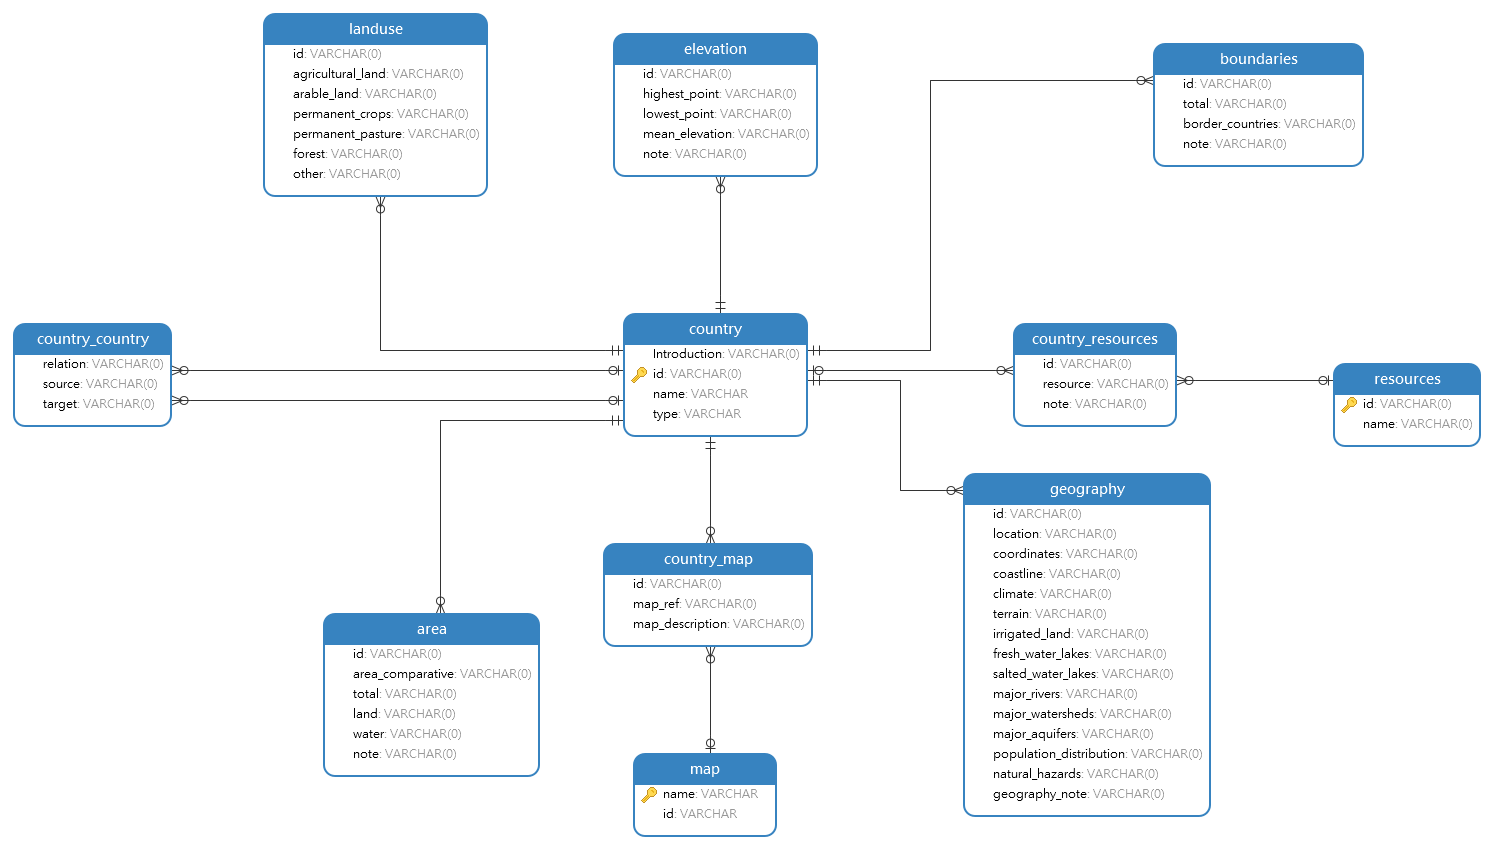 landuse
id: VARCHAR(0)
agricultural_land: VARCHAR(0)
arable_land: VARCHAR(0)
permanent_crops: VARCHAR(0)
permanent_pasture: VARCHAR(0)
forest: VARCHAR(0)
other: VARCHAR(0)
elevation
id: VARCHAR(0)
highest_point: VARCHAR(0)
lowest_point: VARCHAR(0)
mean_elevation: VARCHAR(0)
note: VARCHAR(0)
boundaries
id: VARCHAR(0)
total: VARCHAR(0)
border_countries: VARCHAR(0)
note: VARCHAR(0)
country_country
relation: VARCHAR(0)
source: VARCHAR(0)
target: VARCHAR(0)
country
Introduction: VARCHAR(0)
id: VARCHAR(0)
name: VARCHAR
type: VARCHAR
country_resources
id: VARCHAR(0)
resource: VARCHAR(0)
note: VARCHAR(0)
resources
id: VARCHAR(0)
name: VARCHAR(0)
geography
id: VARCHAR(0)
location: VARCHAR(0)
coordinates: VARCHAR(0)
coastline: VARCHAR(0)
climate: VARCHAR(0)
terrain: VARCHAR(0)
irrigated_land: VARCHAR(0)
fresh_water_lakes: VARCHAR(0)
salted_water_lakes: VARCHAR(0)
major_rivers: VARCHAR(0)
major_watersheds: VARCHAR(0)
major_aquifers: VARCHAR(0)
population_distribution: VARCHAR(0)
natural_hazards: VARCHAR(0)
geography_note: VARCHAR(0)
country_map
id: VARCHAR(0)
map_ref: VARCHAR(0)
map_description: VARCHAR(0)
area
id: VARCHAR(0)
area_comparative: VARCHAR(0)
total: VARCHAR(0)
land: VARCHAR(0)
water: VARCHAR(0)
note: VARCHAR(0)
map
name: VARCHAR
id: VARCHAR